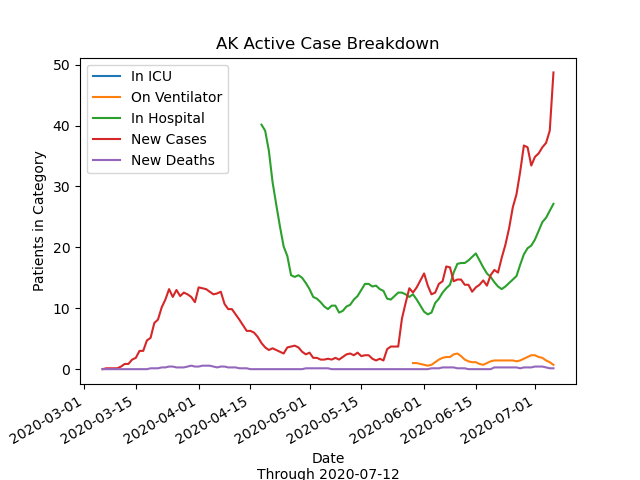 AK Active Case Breakdown
In ICU
On Ventilator
In Hospital
New Cases
New Deaths
Patients in Category
50
40
30
20
10
0
2020-03-01
2020-03-15
2020-04-01
2020-04-15
2020-05-01
2020-05-15
2020-06-01
2020-06-15
2020-07-01
Date
Through 2020-07-12